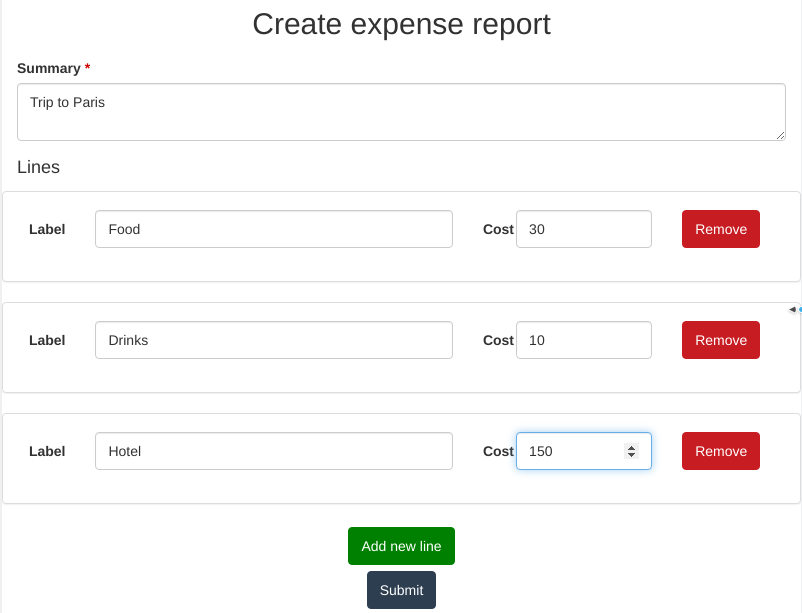 Create expense report
Summary *
Trip to Paris
Lines
Label Food Cost 30 Remove
Label Drinks Cost 10 Remove
Label Hotel Cost 150 Remove
Add new line
Submit